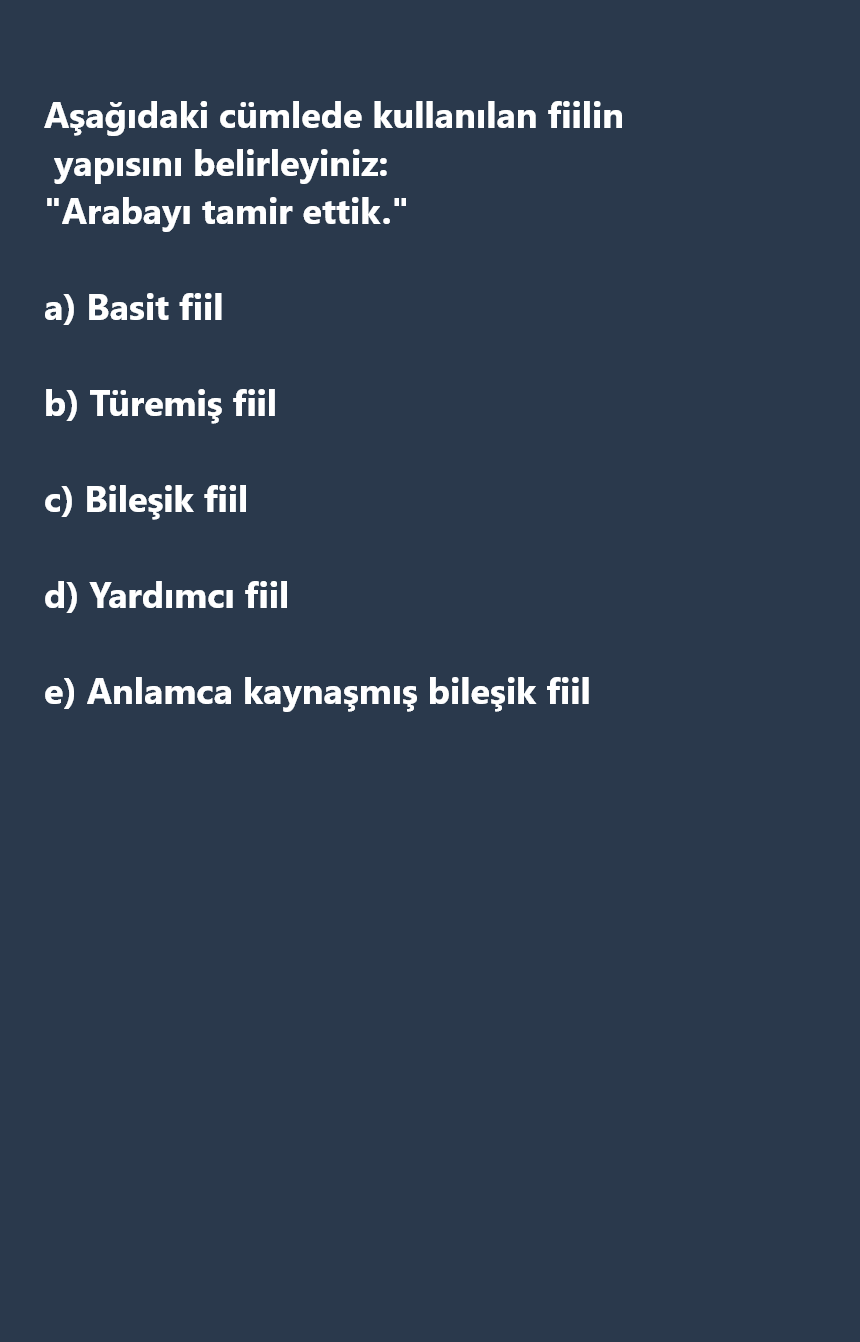 Aşağıdaki cümlede kullanılan fiilin
yapısını belirleyiniz:
"Arabayı tamir ettik."
a) Basit fiil
b) Türemiş fiil
c) Bileşik fiil
d) Yardımcı fiil
e) Anlamca kaynaşmış bileşik fiil